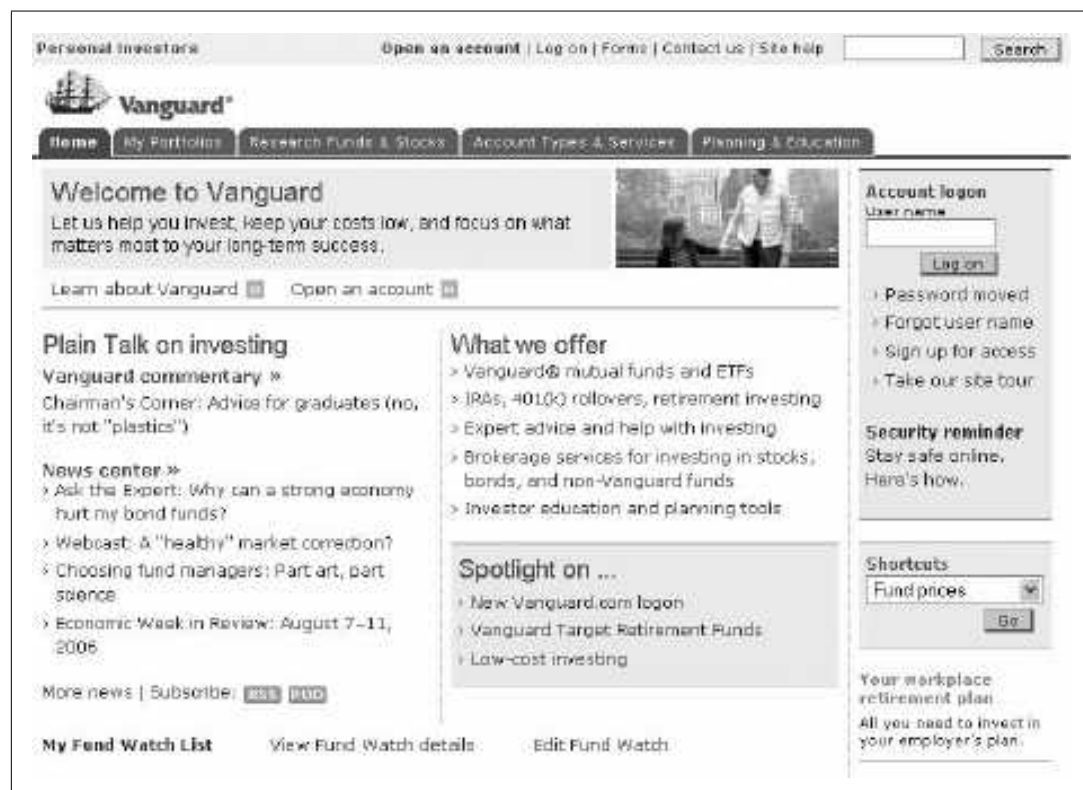 Personal Investors
Open an account | Log on | Forms | Contact us | Site help
Search
Vanguard®
Home
My Portfolios
Research Funds & Stocks
Account Types & Services
Planning & Education
Welcome to Vanguard
Let us help you invest, keep your costs low, and focus on what
matters most to your long-term success.
Learn about Vanguard
Open an account
Plain Talk on investing
Vanguard commentary »
Chairman's Corner: Advice for graduates (no,
it's not "plastics")
News center »
› Ask the Expert: Why can a strong economy
hurt my bond funds?
› Webcast: A "healthy" market correction?
› Choosing fund managers: Part art, part
science
› Economic Week in Review: August 7–11,
2006
More news | Subscribe: RSS POD
What we offer
› Vanguard® mutual funds and ETFs
› IRAs, 401(k) rollovers, retirement investing
› Expert advice and help with investing
› Brokerage services for investing in stocks,
bonds, and non-Vanguard funds
› Investor education and planning tools
Spotlight on ...
› New Vanguard.com logon
› Vanguard Target Retirement Funds
› Low-cost investing
Account logon
User name
Log on
› Password moved
› Forgot user name
› Sign up for access
› Take our site tour
Security reminder
Stay safe online.
Here's how.
Shortcuts
Fund prices
Go
Your workplace
retirement plan
All you need to invest in
your employer's plan.
My Fund Watch List
View Fund Watch details
Edit Fund Watch